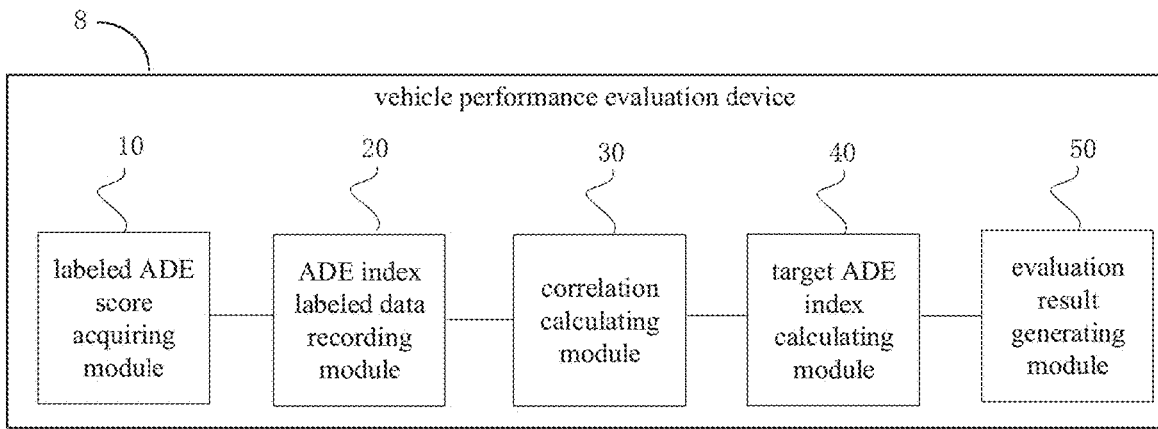 8
vehicle performance evaluation device
10
20
30
40
50
labeled ADE
score
acquiring
module
ADE index
labeled data
recording
module
correlation
calculating
module
target ADE
index
calculating
module
evaluation
result
generating
module